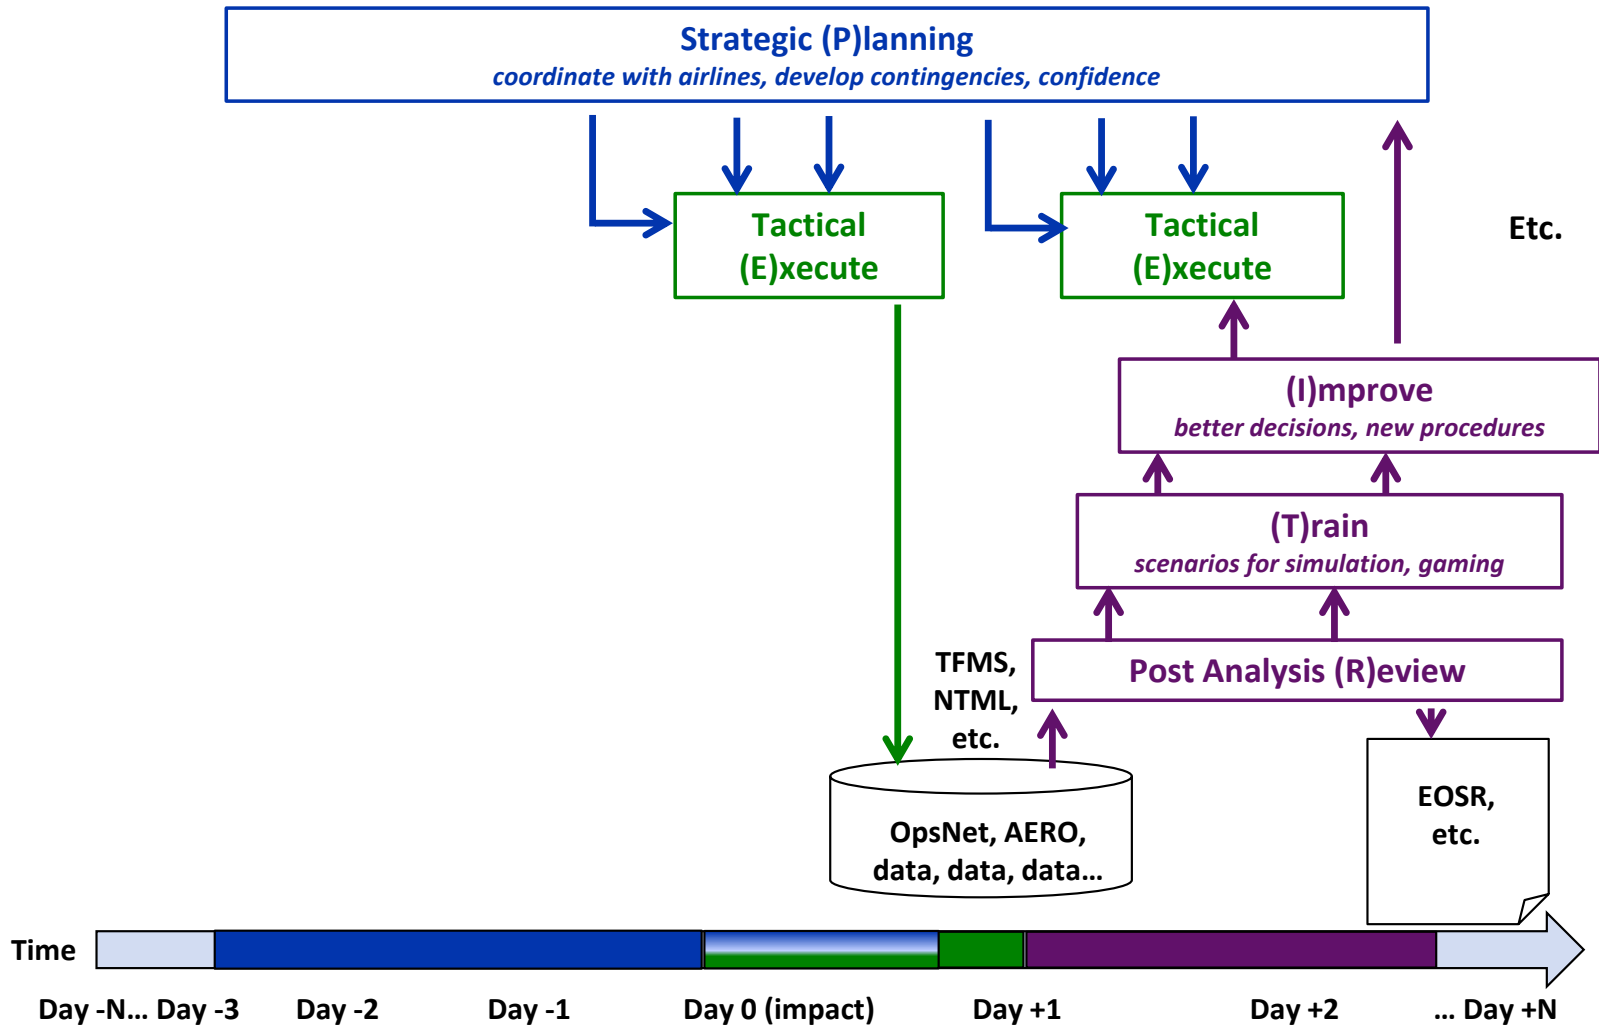 Strategic (P)lanning
coordinate with airlines, develop contingencies, confidence
Tactical
(E)xecute
Tactical
(E)xecute
Etc.
(I)mprove
better decisions, new procedures
(T)rain
scenarios for simulation, gaming
Post Analysis (R)eview
TFMS,
NTML,
etc.
OpsNet, AERO,
data, data, data…
EOSR,
etc.
Time
Day -N… Day -3 Day -2 Day -1 Day 0 (impact) Day +1 Day +2 … Day +N